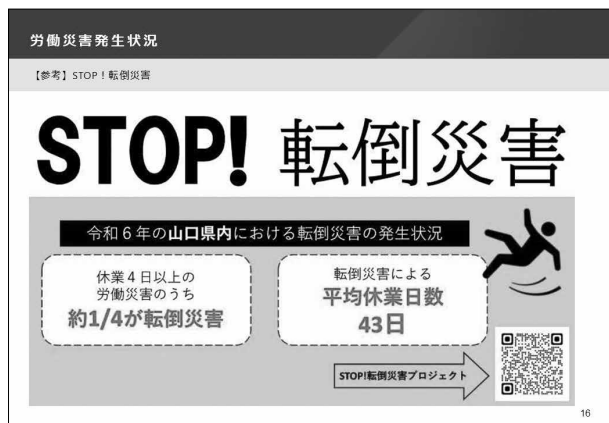 労働災害発生状況
【参考】STOP！転倒災害
STOP! 転倒災害
令和６年の山口県内における転倒災害の発生状況
休業４日以上の
労働災害のうち
約1/4が転倒災害
転倒災害による
平均休業日数
43日
STOP!転倒災害プロジェクト
16